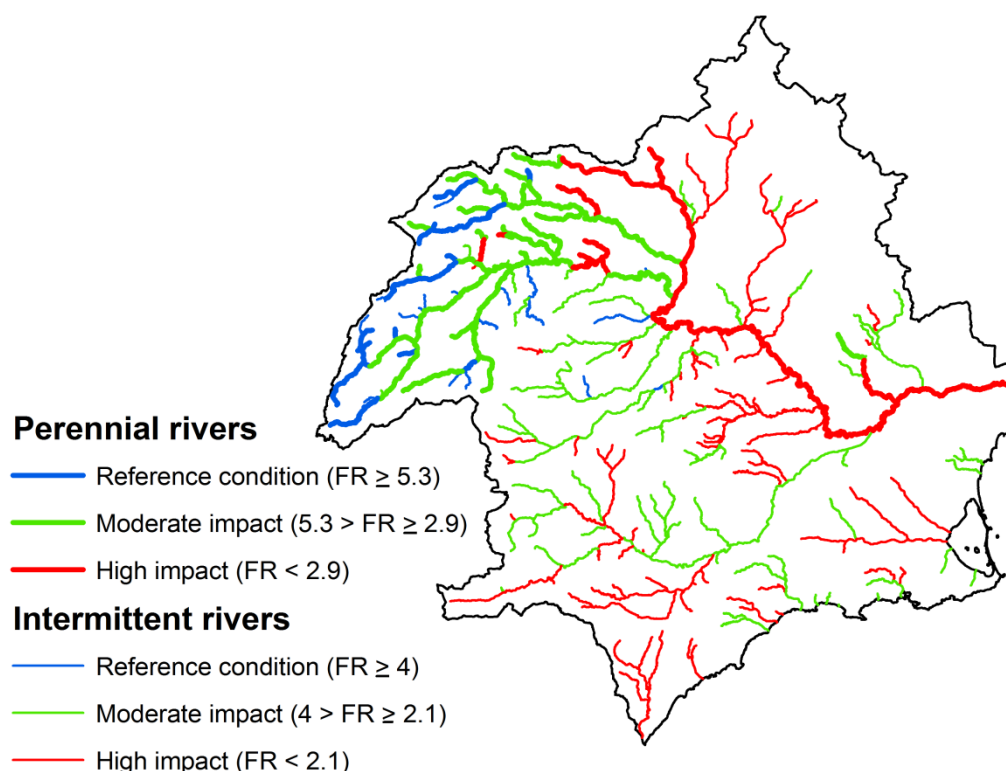 Perennial rivers
Reference condition (FR ≥ 5.3)
Moderate impact (5.3 > FR ≥ 2.9)
High impact (FR < 2.9)
Intermittent rivers
Reference condition (FR ≥ 4)
Moderate impact (4 > FR ≥ 2.1)
High impact (FR < 2.1)